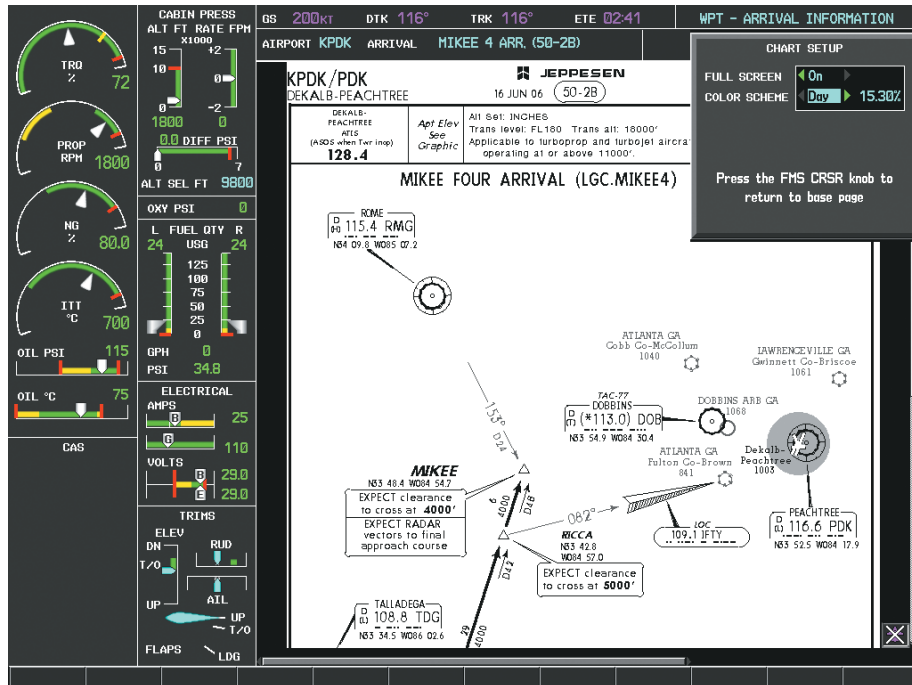 GS 200KT DTK 116° TRK 116° ETE 02:41
WPT – ARRIVAL INFORMATION
AIRPORT KPDK ARRIVAL MIKEE 4 ARR. (50-2B)
TRQ
%
72
PROP
RPM
1800
NG
%
80.0
ITT
°C
700
OIL PSI 115
OIL °C 75
CAS
CABIN PRESS
ALT FT RATE FPM
X1000
15 +2
10
0
0 -2
1800 0
0.0 DIFF PSI
0 7
ALT SEL FT 9800
OXY PSI 0
L FUEL QTY R
24 USG 24
125
100
75
50
25
0
GPH 0
PSI 34.8
ELECTRICAL
AMPS
B 25
G 110
VOLTS
B 29.0
E 29.0
TRIMS
ELEV
DN RUD
T/O
UP AIL
UP
T/O
FLAPS LDG
KPDK/PDK
DEKALB-PEACHTREE
JEPPESEN
16 JUN 06 50-2B
DEKALB-
PEACHTREE
ATIS
(ASOS when Twr inop)
128.4
Apt Elev
See
Graphic
Alt Set: INCHES
Trans level: FL180 Trans alt: 18000'
Applicable to turboprop and turbojet aircra
operating at or above 11000'.
MIKEE FOUR ARRIVAL (LGC.MIKEE4)
CHART SETUP
FULL SCREEN On
COLOR SCHEME Day 15.30%
Press the FMS CRSR knob to
return to base page
ROME
D
(H) 115.4 RMG
N34 09.8 W085 07.2
153°
D24
ATLANTA GA
Cobb Co-McCollum
1040
LAWRENCEVILLE GA
Gwinnett Co-Briscoe
1061
TAC-77
DOBBINS
D
(T) (*113.0) DOB
N33 54.9 W084 30.4
DOBBINS ARB GA
1068
Dekalb-
Peachtree
1003
ATLANTA GA
Fulton Co-Brown
841
MIKEE
N33 48.4 W084 54.7
EXPECT clearance
to cross at 4000'
EXPECT RADAR
vectors to final
approach course
6
4000
D48
082°
LOC
109.1 IFTY
PEACHTREE
D
(L) 116.6 PDK
N33 52.5 W084 17.9
RICCA
N33 42.8
W084 57.0
EXPECT clearance
to cross at 5000'
D42
29
4000
TALLADEGA
D
(L) 108.8 TDG
N33 34.5 W086 02.6